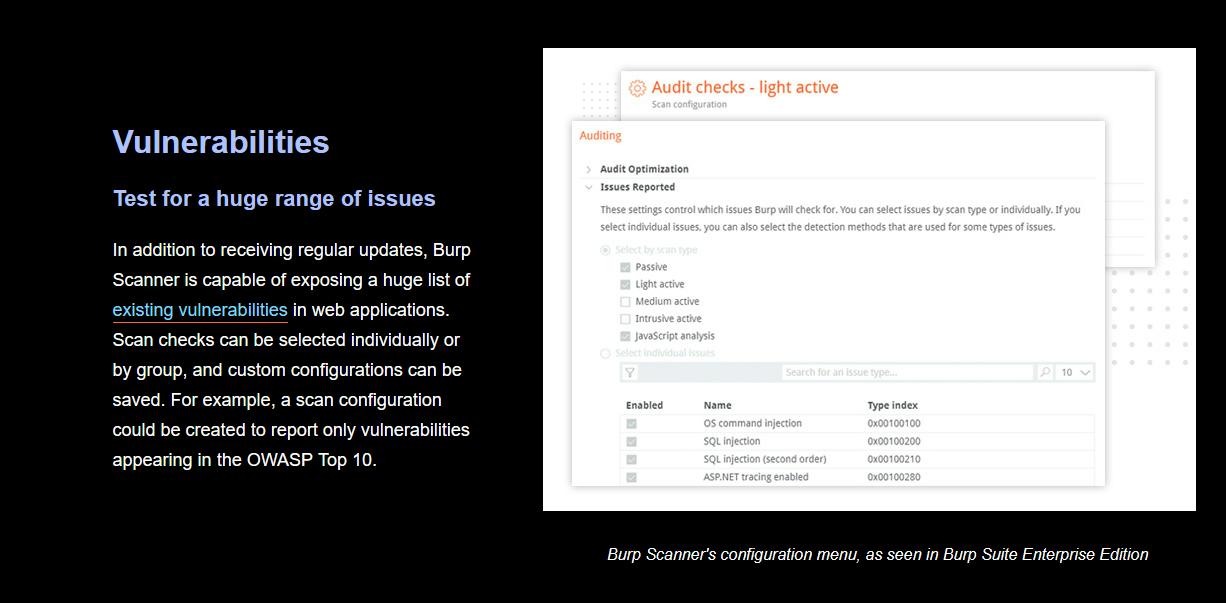 Vulnerabilities
Test for a huge range of issues
In addition to receiving regular updates, Burp
Scanner is capable of exposing a huge list of
existing vulnerabilities in web applications.
Scan checks can be selected individually or
by group, and custom configurations can be
saved. For example, a scan configuration
could be created to report only vulnerabilities
appearing in the OWASP Top 10.
Audit checks - light active
Scan configuration
Auditing
Audit Optimization
Issues Reported
These settings control which issues Burp will check for. You can select issues by scan type or individually. If you
select individual issues, you can also select the detection methods that are used for some types of issues.
Select by scan type
Passive
Light active
Medium active
Intrusive active
JavaScript analysis
Select individual issues
Search for an issue type... 10
Enabled Name Type index
OS command injection 0x00100100
SQL injection 0x00100200
SQL injection (second order) 0x00100210
ASP.NET tracing enabled 0x00100280
Burp Scanner's configuration menu, as seen in Burp Suite Enterprise Edition